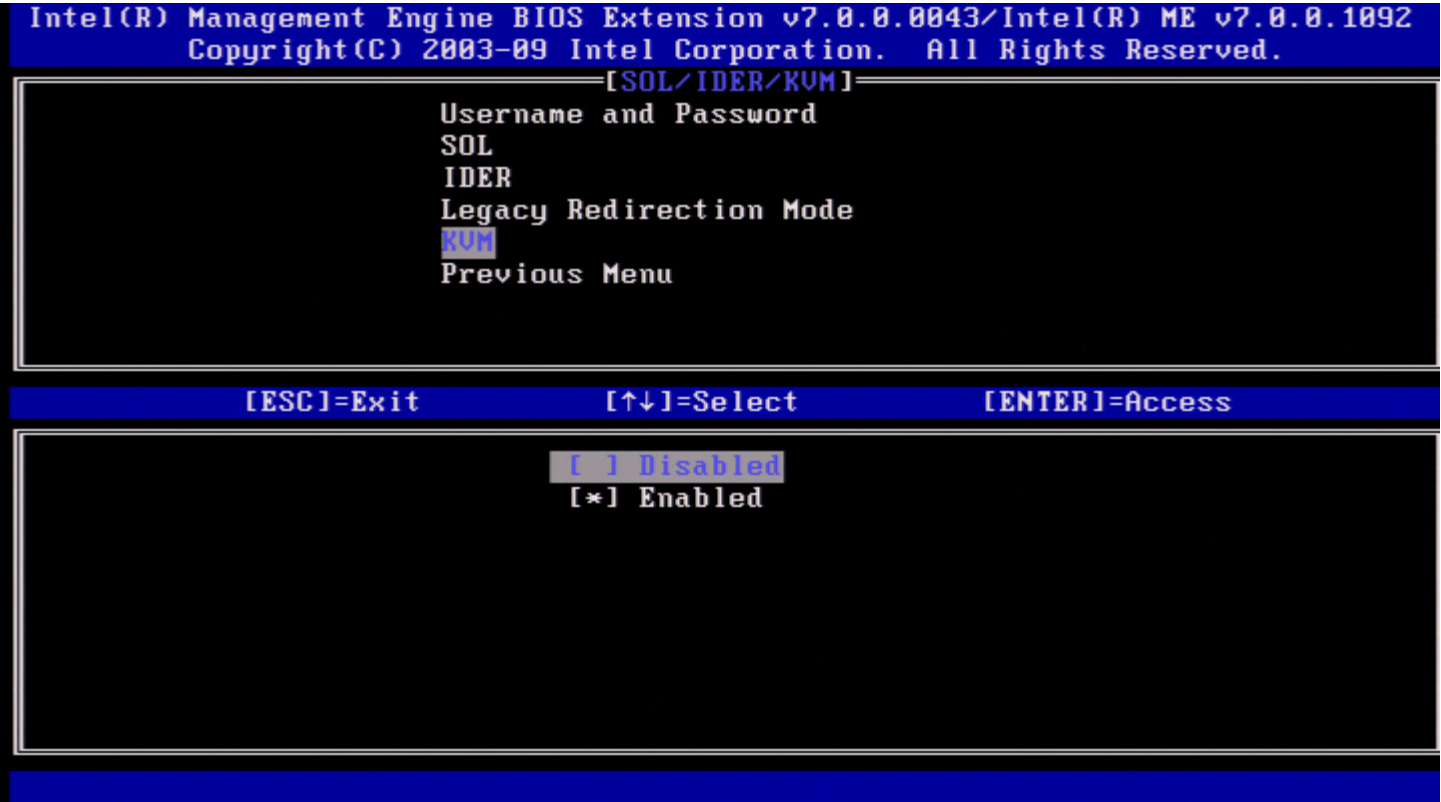 Intel(R) Management Engine BIOS Extension v7.0.0.0043/Intel(R) ME v7.0.0.1092
Copyright(C) 2003-09 Intel Corporation.  All Rights Reserved.
[SOL/IDER/KVM]
Username and Password
SOL
IDER
Legacy Redirection Mode
KVM
Previous Menu
[ESC]=Exit [↑↓]=Select [ENTER]=Access
[ ] Disabled
[*] Enabled